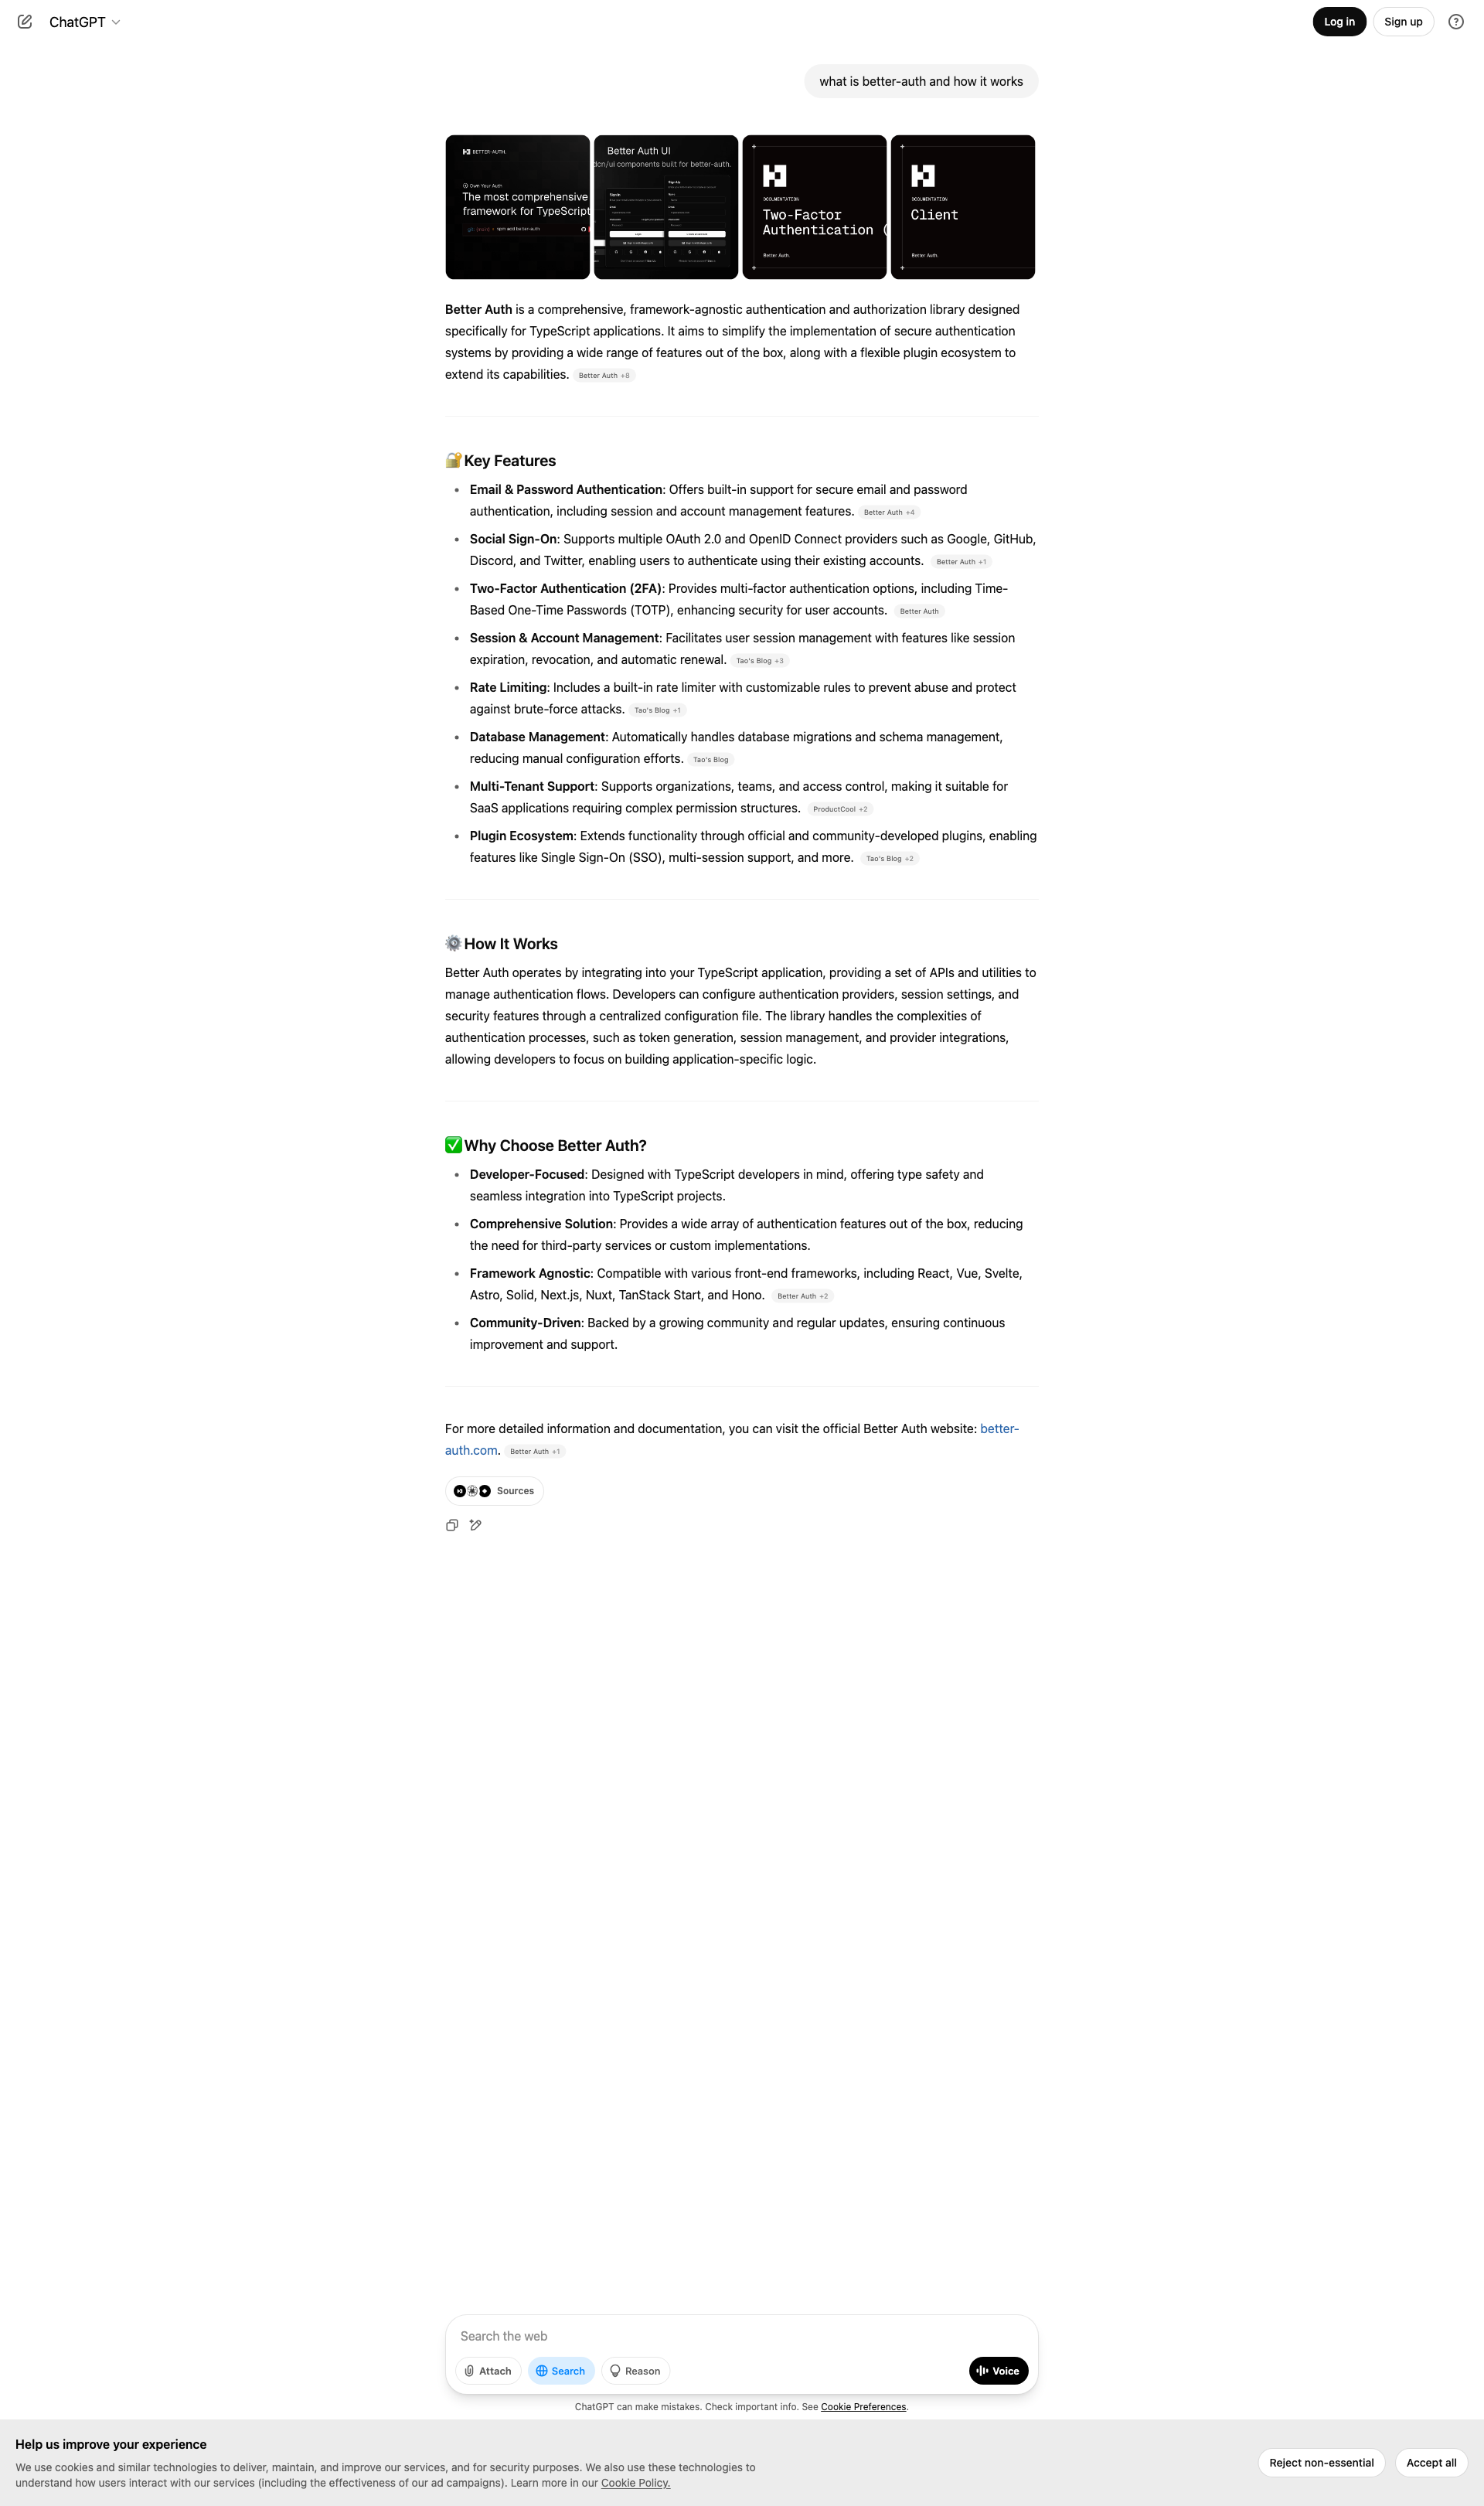 ChatGPT
Log in
Sign up
what is better-auth and how it works
BETTER-AUTH.
Own Your Auth
The most comprehensive
framework for TypeScript
npm add better-auth
Better Auth UI
dcn/ui components built for better-auth.
DOCUMENTATION
Two-Factor
Authentication (
Better Auth.
DOCUMENTATION
Client
Better Auth.
Better Auth is a comprehensive, framework-agnostic authentication and authorization library designed
specifically for TypeScript applications. It aims to simplify the implementation of secure authentication
systems by providing a wide range of features out of the box, along with a flexible plugin ecosystem to
extend its capabilities. Better Auth +8
🔐 Key Features
• Email & Password Authentication: Offers built-in support for secure email and password
authentication, including session and account management features. Better Auth +4
• Social Sign-On: Supports multiple OAuth 2.0 and OpenID Connect providers such as Google, GitHub,
Discord, and Twitter, enabling users to authenticate using their existing accounts. Better Auth +1
• Two-Factor Authentication (2FA): Provides multi-factor authentication options, including Time-
Based One-Time Passwords (TOTP), enhancing security for user accounts. Better Auth
• Session & Account Management: Facilitates user session management with features like session
expiration, revocation, and automatic renewal. Tao's Blog +3
• Rate Limiting: Includes a built-in rate limiter with customizable rules to prevent abuse and protect
against brute-force attacks. Tao's Blog +1
• Database Management: Automatically handles database migrations and schema management,
reducing manual configuration efforts. Tao's Blog
• Multi-Tenant Support: Supports organizations, teams, and access control, making it suitable for
SaaS applications requiring complex permission structures. ProductCool +2
• Plugin Ecosystem: Extends functionality through official and community-developed plugins, enabling
features like Single Sign-On (SSO), multi-session support, and more. Tao's Blog +2
⚙️ How It Works
Better Auth operates by integrating into your TypeScript application, providing a set of APIs and utilities to
manage authentication flows. Developers can configure authentication providers, session settings, and
security features through a centralized configuration file. The library handles the complexities of
authentication processes, such as token generation, session management, and provider integrations,
allowing developers to focus on building application-specific logic.
✅ Why Choose Better Auth?
• Developer-Focused: Designed with TypeScript developers in mind, offering type safety and
seamless integration into TypeScript projects.
• Comprehensive Solution: Provides a wide array of authentication features out of the box, reducing
the need for third-party services or custom implementations.
• Framework Agnostic: Compatible with various front-end frameworks, including React, Vue, Svelte,
Astro, Solid, Next.js, Nuxt, TanStack Start, and Hono. Better Auth +2
• Community-Driven: Backed by a growing community and regular updates, ensuring continuous
improvement and support.
For more detailed information and documentation, you can visit the official Better Auth website: better-
auth.com. Better Auth +1
Sources
Search the web
Attach
Search
Reason
Voice
ChatGPT can make mistakes. Check important info. See Cookie Preferences.
Help us improve your experience
We use cookies and similar technologies to deliver, maintain, and improve our services, and for security purposes. We also use these technologies to
understand how users interact with our services (including the effectiveness of our ad campaigns). Learn more in our Cookie Policy.
Reject non-essential
Accept all